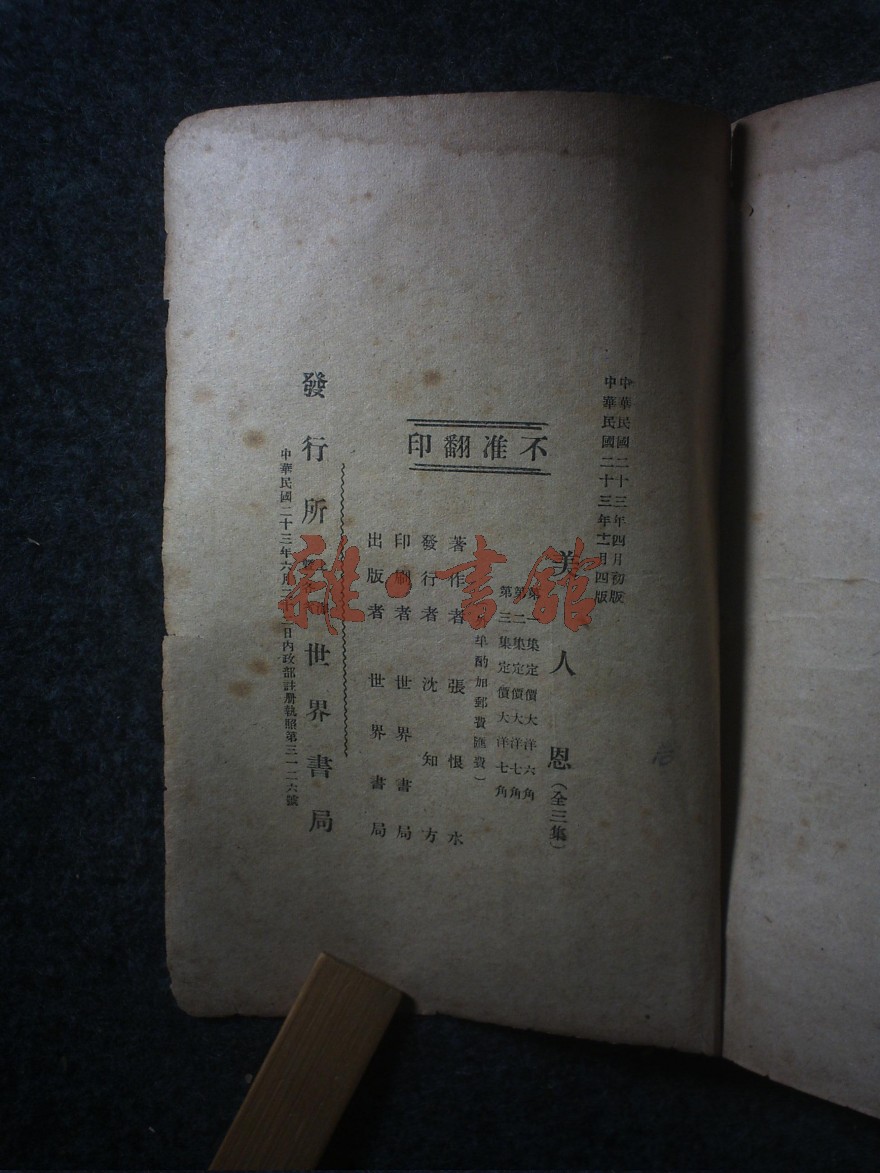 中華民國二十三年四月初版
中華民國二十三年十二月四版
不准翻印
美人恩(全三集)
第一集定價大洋六角
第二集定價大洋七角
第三集定價大洋七角
酌加郵費匯費)
著作者 張恨水
發行者 沈知方
印刷者 世界書局
出版者 世界書局
發行所 世界書局
中華民國二十三年六月二十二日內政部註册執照第三一二六號
雜·書館